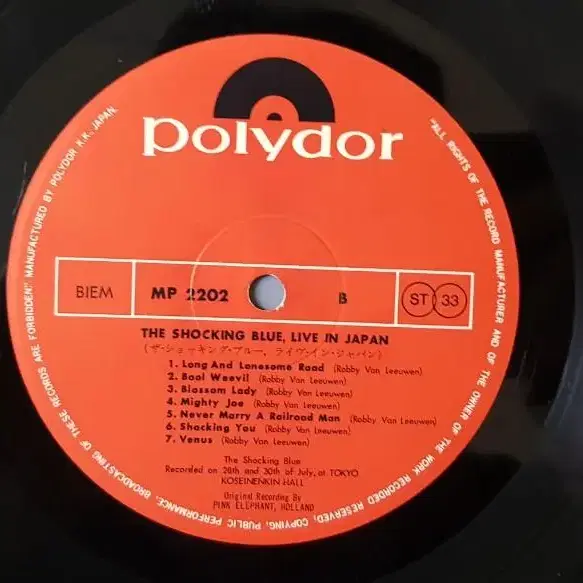 polydor
BIEM
MP 2202
B
ST 33
THE SHOCKING BLUE, LIVE IN JAPAN
(ザ・ショッキング・ブルー，ライヴ・イン・ジャパン)
1. Long And Lonesome Road (Robby Van Leeuwen)
2. Bool Weevil (Robby Van Leeuwen)
3. Blossom Lady (Robby Van Leeuwen)
4. Mighty Joe (Robby Van Leeuwen)
5. Never Marry A Railroad Man (Robby Van Leeuwen)
6. Shocking You (Robby Van Leeuwen)
7. Venus (Robby Van Leeuwen)
The Shocking Blue
Recorded on 28th and 30th of July, at TOKYO
KOSEINENKIN HALL
Original Recording By
PINK ELEPHANT, HOLLAND
"ALL RIGHTS OF THE RECORD MANUFACTURER AND OF THE OWNER OF THE WORK RECORDED RESERVED, COPYING, PUBLIC PERFORMANCE, BROADCASTING OF THESE RECORDS ARE FORBIDDEN" MANUFACTURED BY POLYDOR K.K. JAPAN.